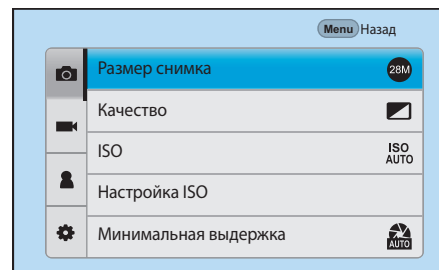 Menu Назад
Размер снимка 28M
Качество
ISO ISO AUTO
Настройка ISO
Минимальная выдержка AUTO